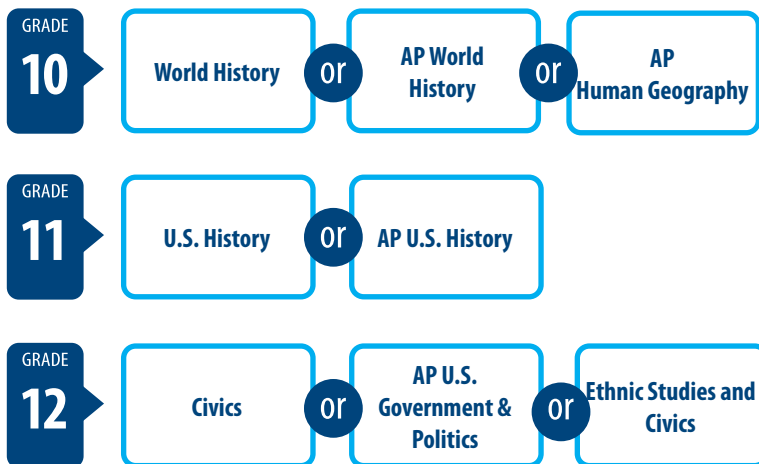 GRADE
10
World History
or
AP World
History
or
AP
Human Geography
GRADE
11
U.S. History
or
AP U.S. History
GRADE
12
Civics
or
AP U.S.
Government &
Politics
or
Ethnic Studies and
Civics